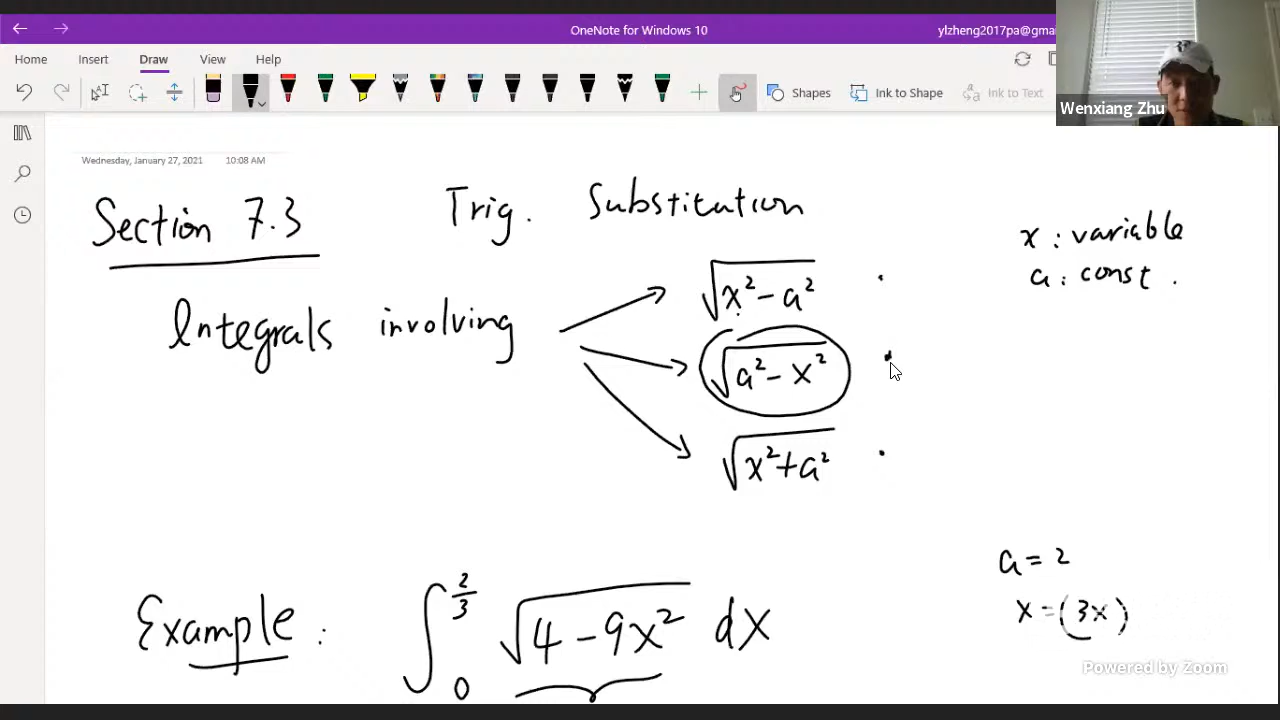 OneNote for Windows 10
ylzheng2017pa@gma
Home Insert Draw View Help
Shapes Ink to Shape Ink to Text
Wenxiang Zhu
Wednesday, January 27, 2021 10:08 AM
Section 7.3 Trig. Substitution
x : variable
a : const .
Integrals involving
√(x²-a²)
√(a²-x²)
√(x²+a²)
a = 2
x = (3x)
Example : ∫₀^(2/3) √(4-9x²) dx
Powered by Zoom